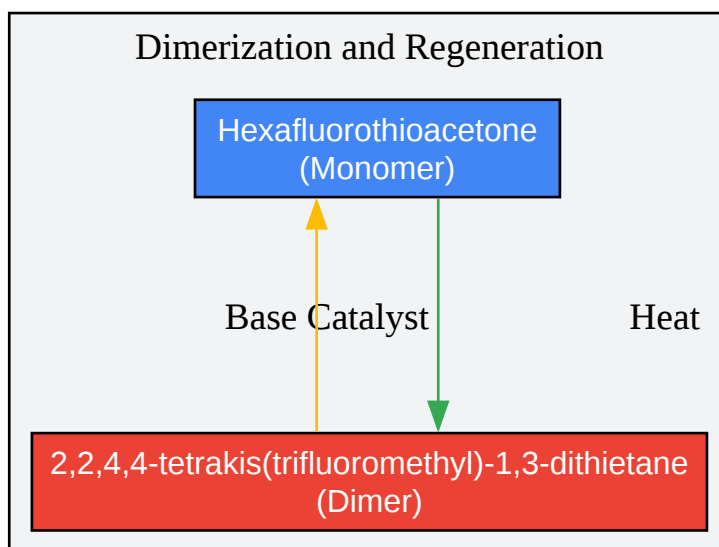 Dimerization and Regeneration
Hexafluorothioacetone
(Monomer)
Base Catalyst
Heat
2,2,4,4-tetrakis(trifluoromethyl)-1,3-dithietane
(Dimer)